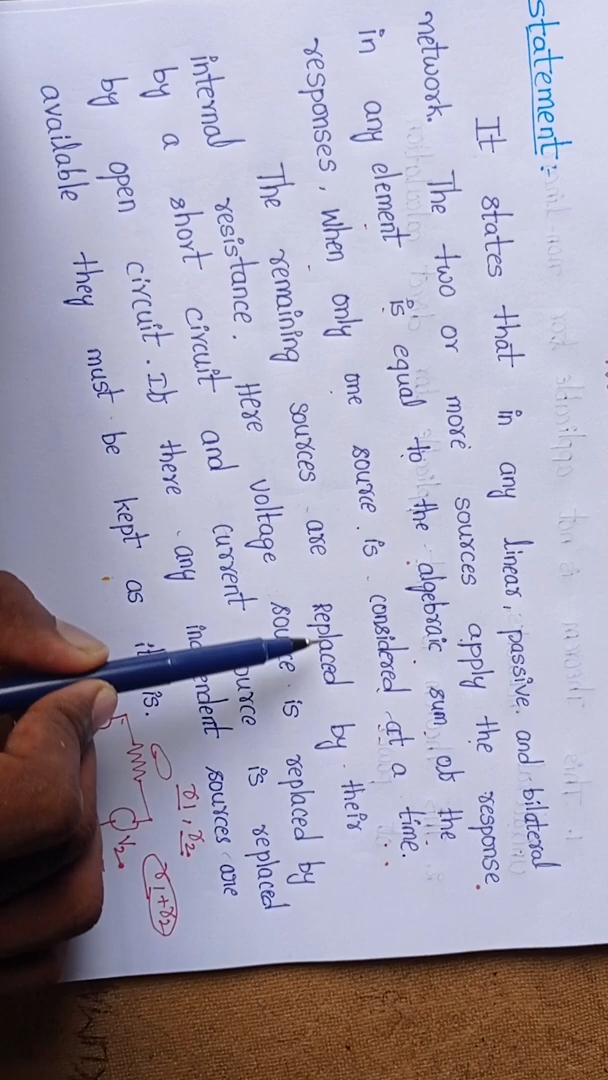 statement:-
It states that in any linear, passive and bilateral
network. The two or more sources apply the response
in any element is equal to the algebraic sum of the
responses, when only one source is considered at a time.
The remaining sources are replaced by their
internal resistance. Here voltage source is replaced by
by a short circuit and current source is replaced
by open circuit. If there any sources are
available they must be kept as it is.
r1, r2
V2
r1+r2